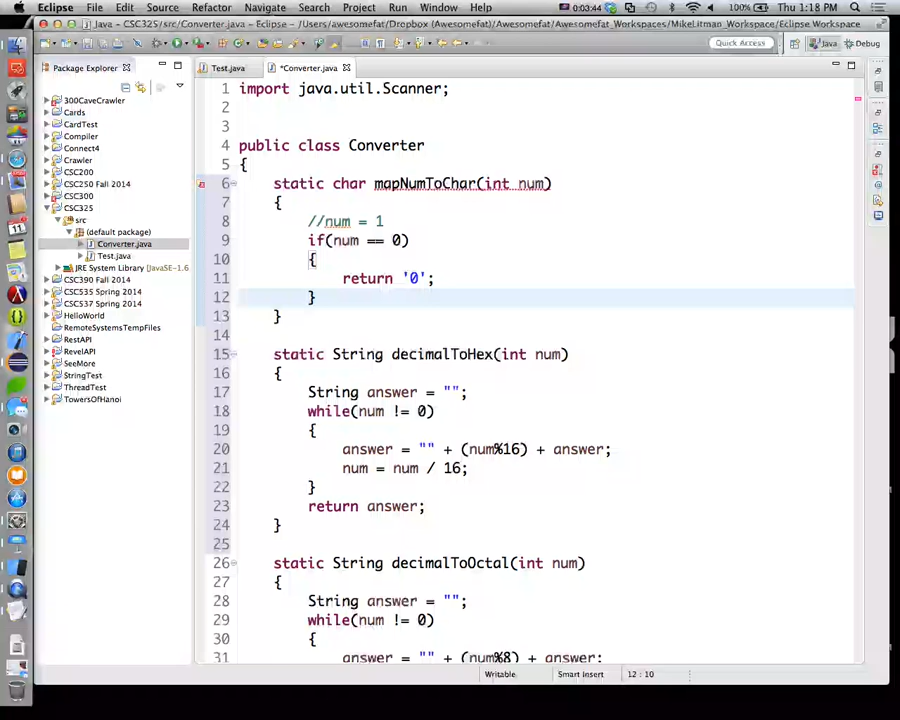 Eclipse File Edit Source Refactor Navigate Search Project Run Window Help 0:03:44 100% Thu 1:18 PM
CSC325/src/Converter.java - Eclipse - /Users/awesomefat/Dropbox (Awesomefat)/Awesomefat_Workspaces/MikeLitman_Workspaces/Eclipse Workspace
Quick Access Java Debug
Package Explorer
300CaveCrawler
Cards
CardTest
Compiler
Connect4
Crawler
CSC200
CSC250 Fall 2014
CSC300
CSC325
src
(default package)
Converter.java
Test.java
JRE System Library [JavaSE-1.6
CSC390 Fall 2014
CSC535 Spring 2014
CSC537 Spring 2014
HelloWorld
RemoteSystemsTempFiles
RestAPI
RevelAPI
SeeMore
StringTest
ThreadTest
TowersOfHanoi
Test.java *Converter.java
1 import java.util.Scanner;
2
3
4 public class Converter
5 {
6 static char mapNumToChar(int num)
7 {
8 //num = 1
9 if(num == 0)
10 {
11 return '0';
12 }
13 }
14
15 static String decimalToHex(int num)
16 {
17 String answer = "";
18 while(num != 0)
19 {
20 answer = "" + (num%16) + answer;
21 num = num / 16;
22 }
23 return answer;
24 }
25
26 static String decimalToOctal(int num)
27 {
28 String answer = "";
29 while(num != 0)
30 {
31 answer = "" + (num%8) + answer;
Writable Smart Insert 12 : 10